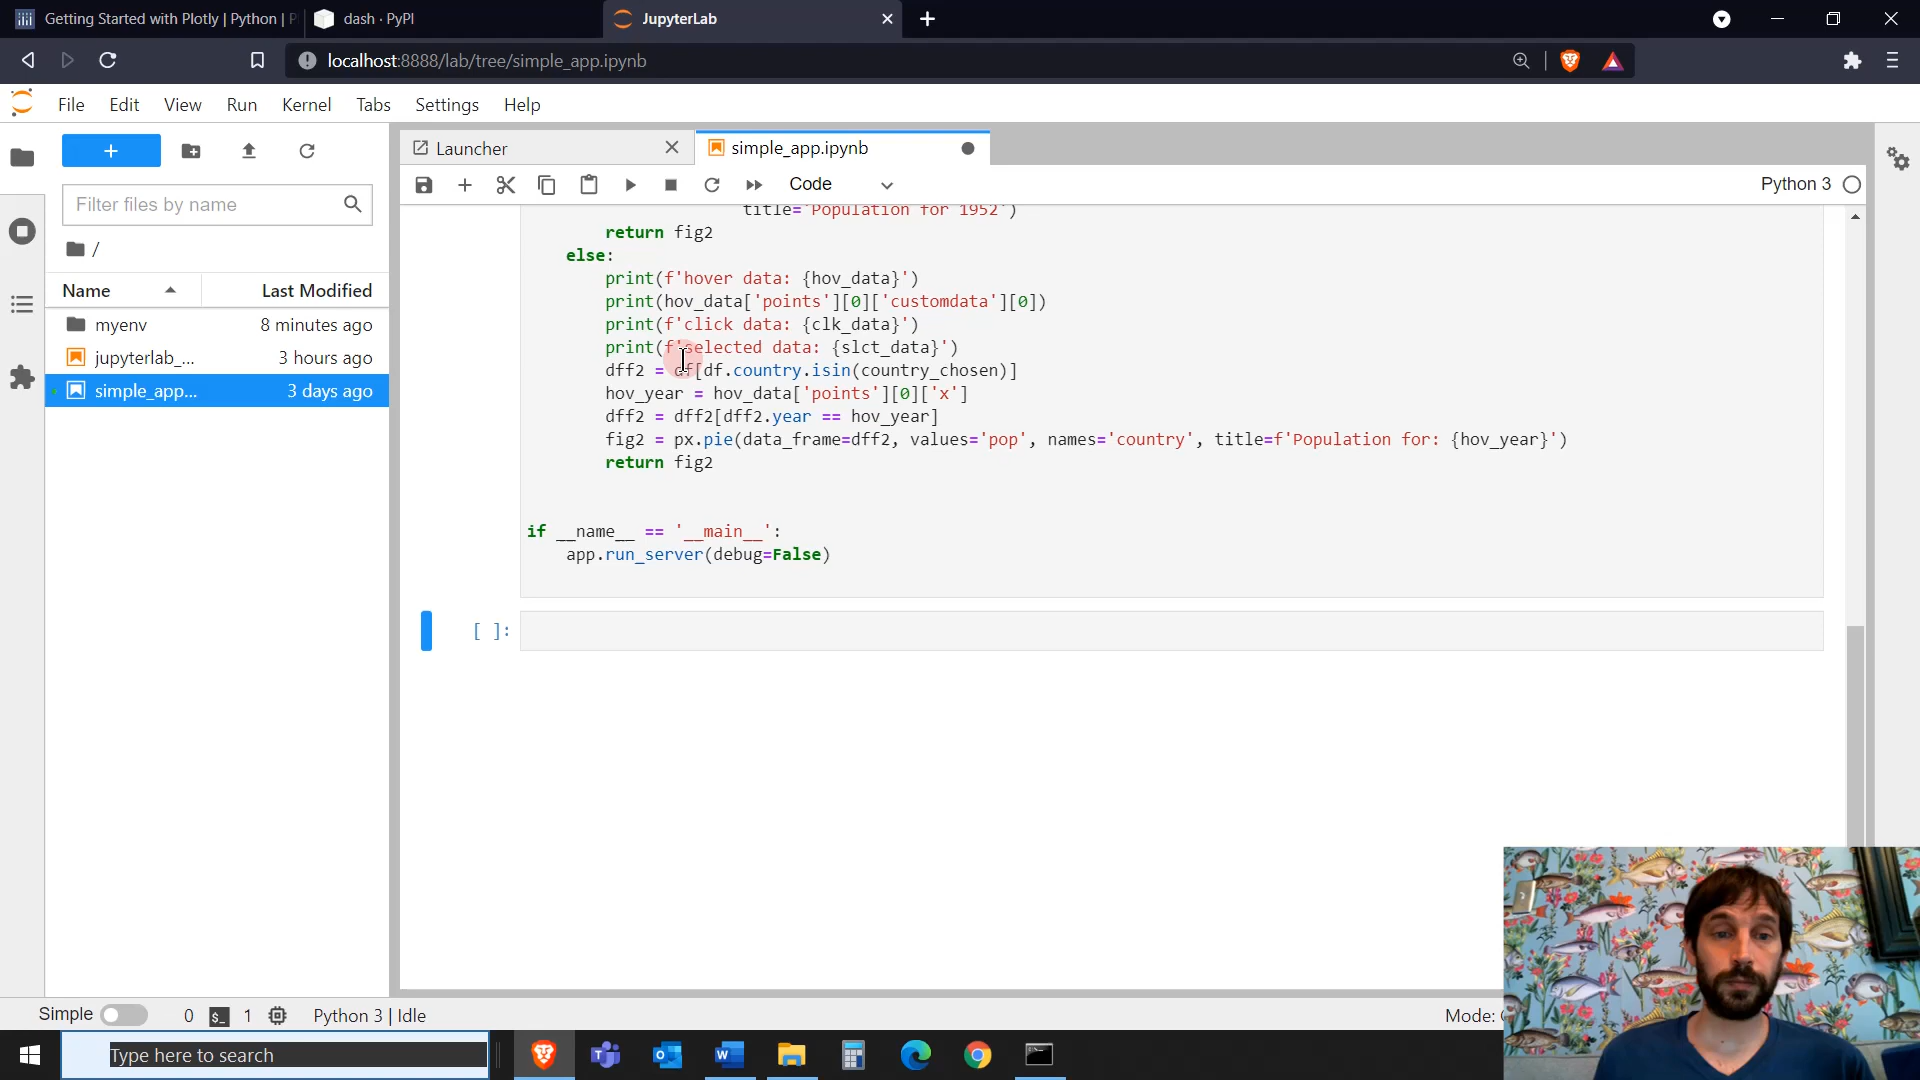 Getting Started with Plotly | Python |
dash · PyPI
JupyterLab
localhost:8888/lab/tree/simple_app.ipynb
File Edit View Run Kernel Tabs Settings Help
Launcher
simple_app.ipynb
Code
Python 3
Filter files by name
/
Name
Last Modified
myenv 8 minutes ago
jupyterlab_... 3 hours ago
simple_app... 3 days ago
title='Population for 1952')
return fig2
else:
print(f'hover data: {hov_data}')
print(hov_data['points'][0]['customdata'][0])
print(f'click data: {clk_data}')
print(f'selected data: {slct_data}')
dff2 = df[df.country.isin(country_chosen)]
hov_year = hov_data['points'][0]['x']
dff2 = dff2[dff2.year == hov_year]
fig2 = px.pie(data_frame=dff2, values='pop', names='country', title=f'Population for: {hov_year}')
return fig2
if __name__ == '__main__':
app.run_server(debug=False)
[ ]:
Simple 0 $_ 1 Python 3 | Idle
Mode:
Type here to search